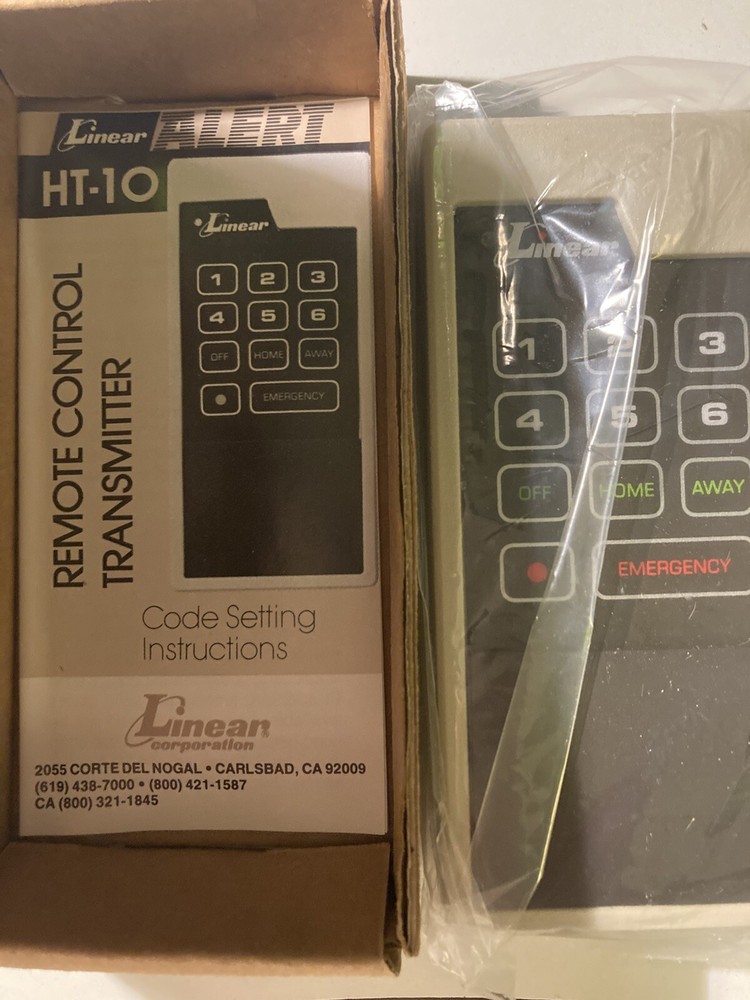 Linear ALERT
HT-10
REMOTE CONTROL
TRANSMITTER
Linear
1 2 3
4 5 6
OFF HOME AWAY
EMERGENCY
Code Setting
Instructions
Linear
corporation
2055 CORTE DEL NOGAL • CARLSBAD, CA 92009
(619) 438-7000 • (800) 421-1587
CA (800) 321-1845
Linear
1 2 3
4 5 6
OFF HOME AWAY
EMERGENCY